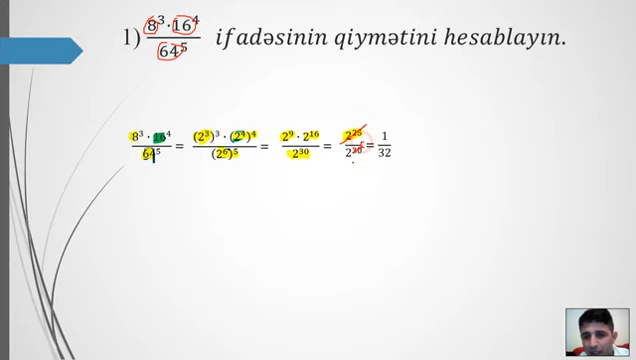 1) 8³·16⁴/64⁵ ifadəsinin qiymətini hesablayın.
8³ · 16⁴/64⁵ = (2³)³ · (2⁴)⁴/(2⁶)⁵ = 2⁹ · 2¹⁶/2³⁰ = 2²⁵/2³⁰ = 1/32